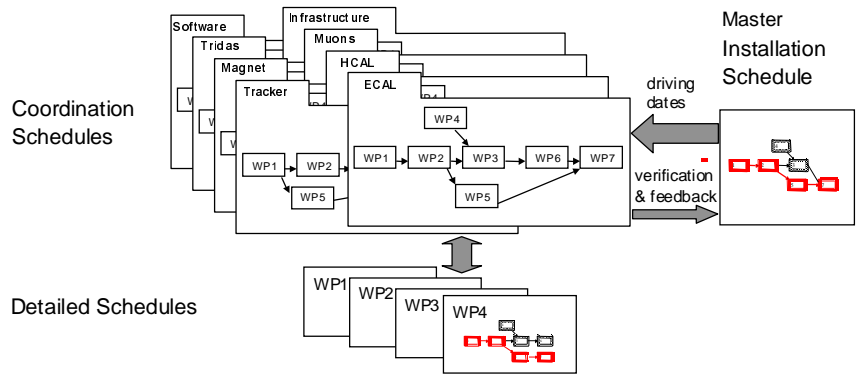 Infrastructure
Software
Muons
Tridas
HCAL
Magnet
ECAL
Tracker
Master
Installation
Schedule
Coordination
Schedules
driving
dates
WP4
WP1
WP2
WP1
WP2
WP3
WP6
WP7
WP5
WP5
verification
& feedback
Detailed Schedules
WP1
WP2
WP3
WP4